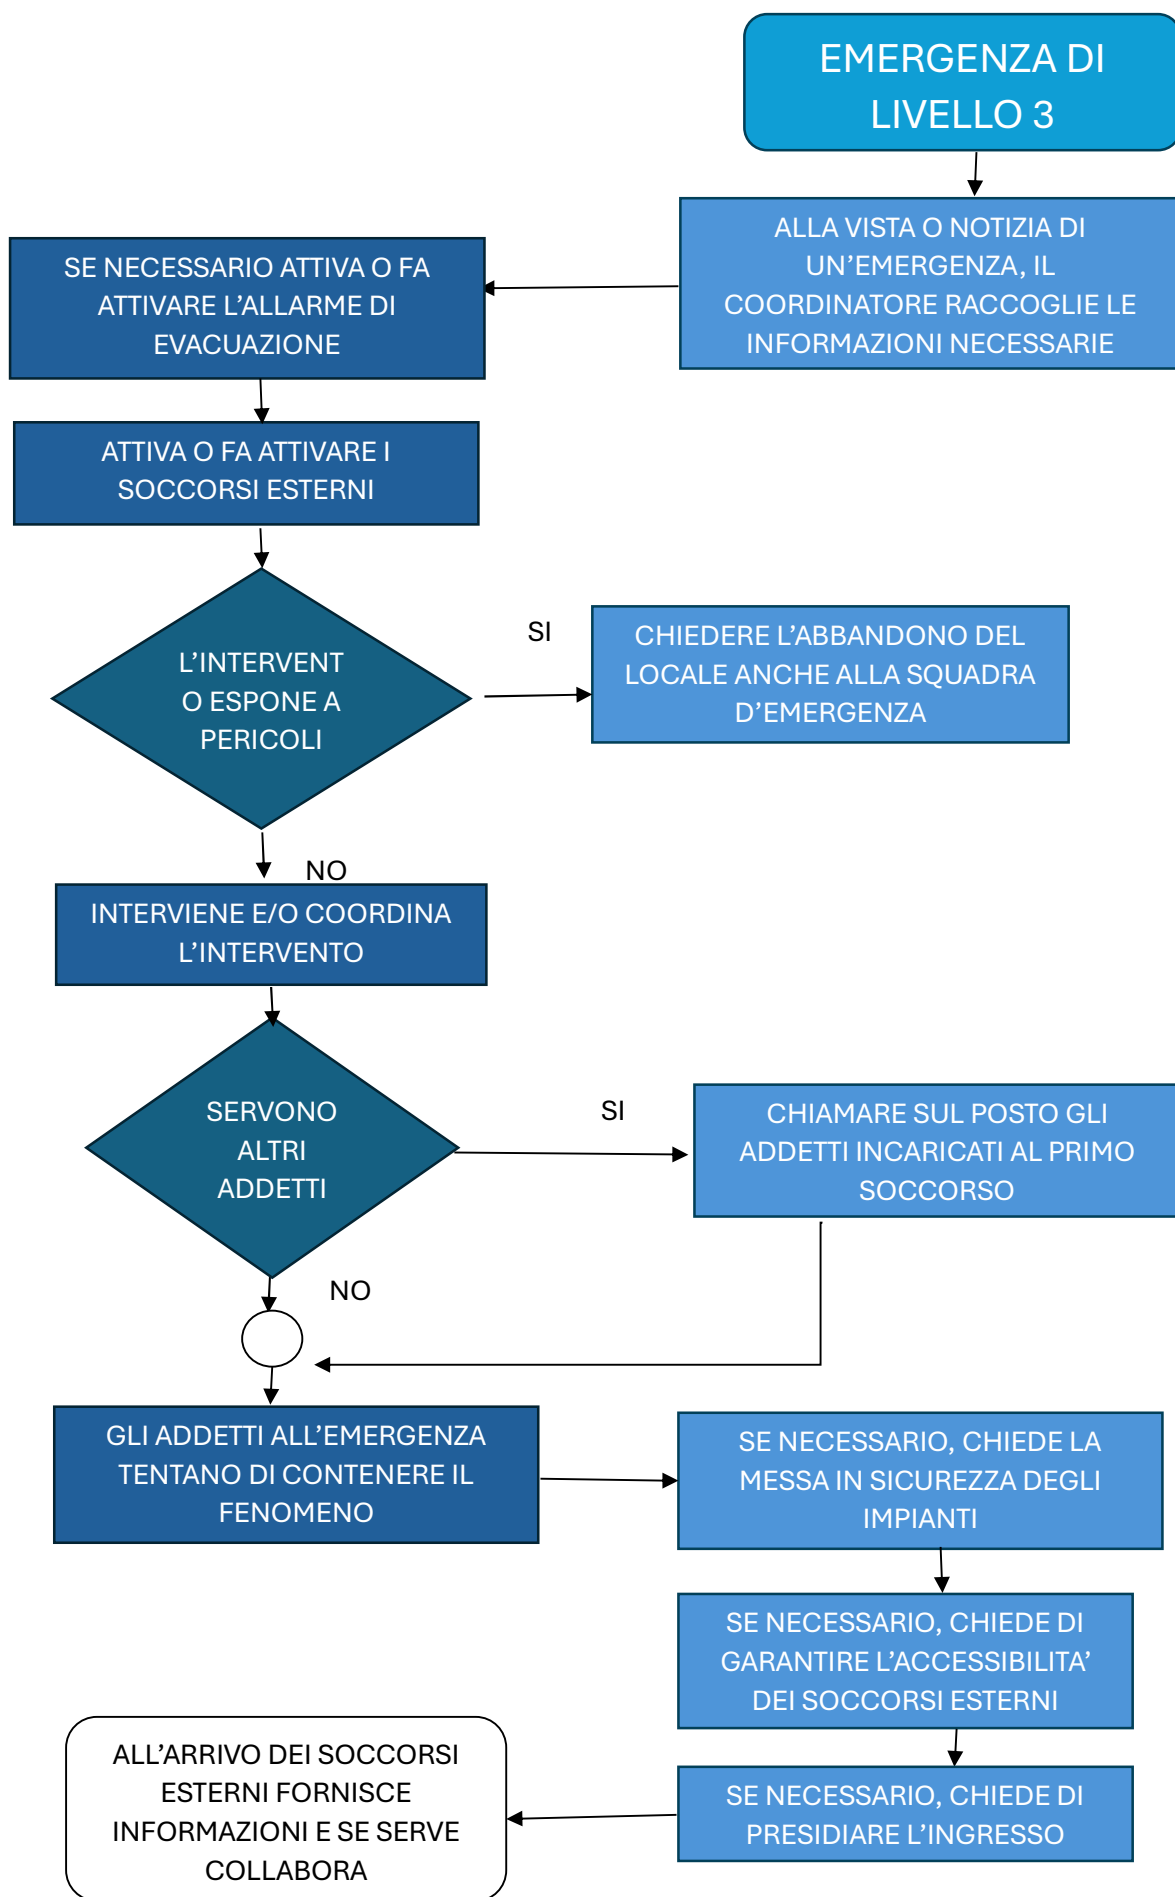 EMERGENZA DI
LIVELLO 3
ALLA VISTA O NOTIZIA DI
UN’EMERGENZA, IL
COORDINATORE RACCOGLIE LE
INFORMAZIONI NECESSARIE
SE NECESSARIO ATTIVA O FA
ATTIVARE L’ALLARME DI
EVACUAZIONE
ATTIVA O FA ATTIVARE I
SOCCORSI ESTERNI
L’INTERVENT
O ESPONE A
PERICOLI
SI
CHIEDERE L’ABBANDONO DEL
LOCALE ANCHE ALLA SQUADRA
D’EMERGENZA
NO
INTERVIENE E/O COORDINA
L’INTERVENTO
SERVONO
ALTRI
ADDETTI
SI
CHIAMARE SUL POSTO GLI
ADDETTI INCARICATI AL PRIMO
SOCCORSO
NO
GLI ADDETTI ALL’EMERGENZA
TENTANO DI CONTENERE IL
FENOMENO
SE NECESSARIO, CHIEDE LA
MESSA IN SICUREZZA DEGLI
IMPIANTI
SE NECESSARIO, CHIEDE DI
GARANTIRE L’ACCESSIBILITA’
DEI SOCCORSI ESTERNI
SE NECESSARIO, CHIEDE DI
PRESIDIARE L’INGRESSO
ALL’ARRIVO DEI SOCCORSI
ESTERNI FORNISCE
INFORMAZIONI E SE SERVE
COLLABORA